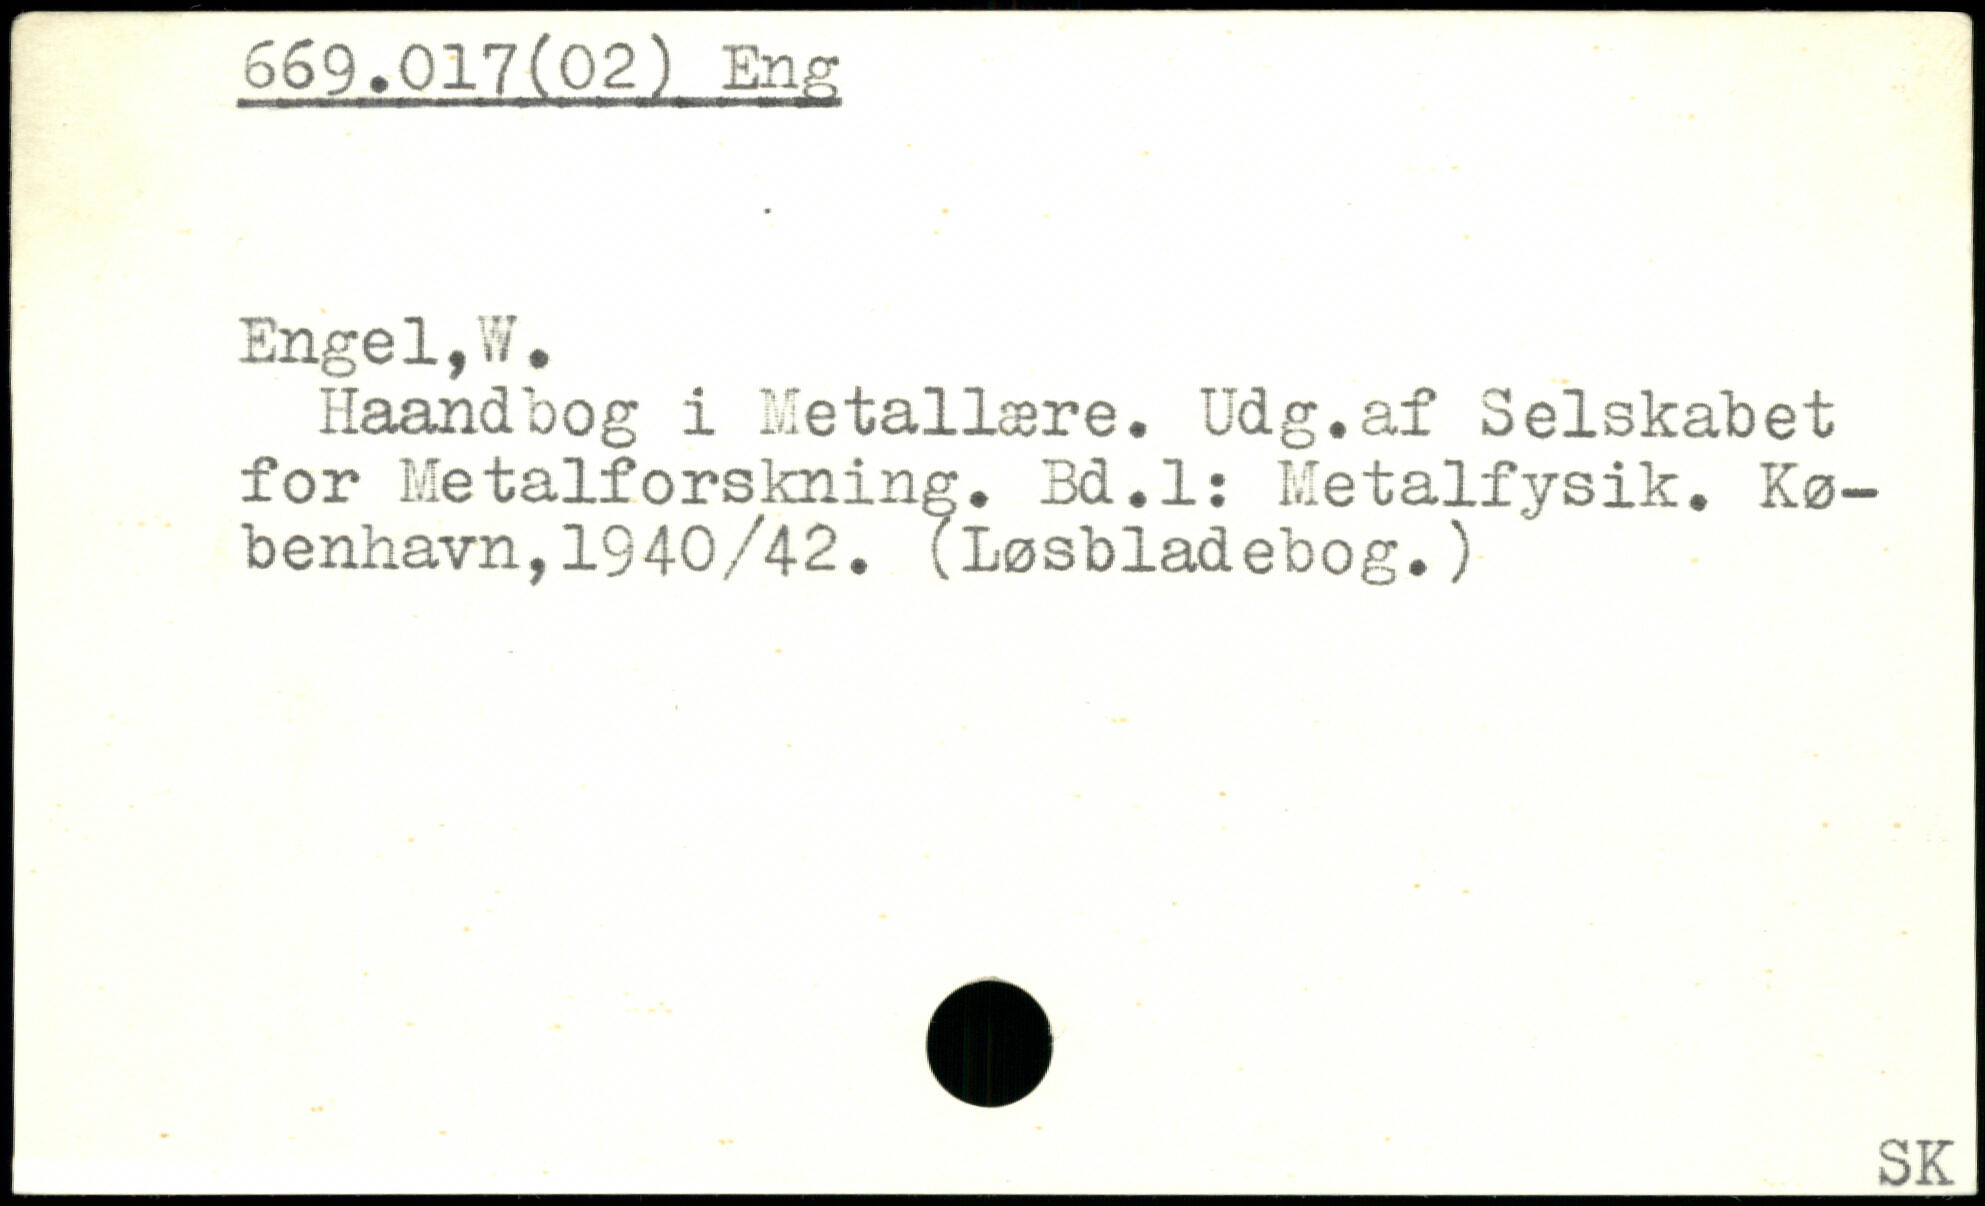 669.017(02) Eng
Engel,W.
Haandbog i Metallære. Udg.af Selskabet
for Metalforskning. Bd.1: Metalfysik. Kø-
benhavn,1940/42. (Løsbladebog.)
SK